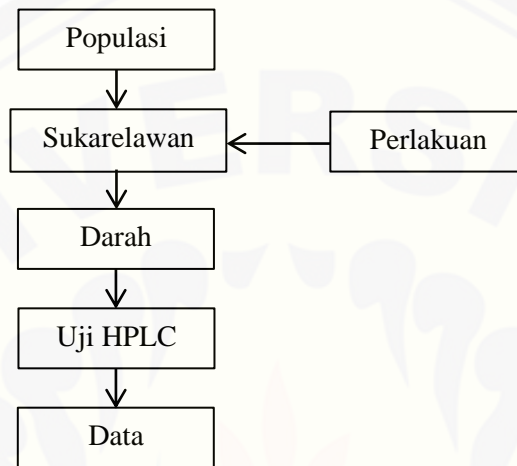 Populasi
Sukarelawan
Perlakuan
Darah
Uji HPLC
Data